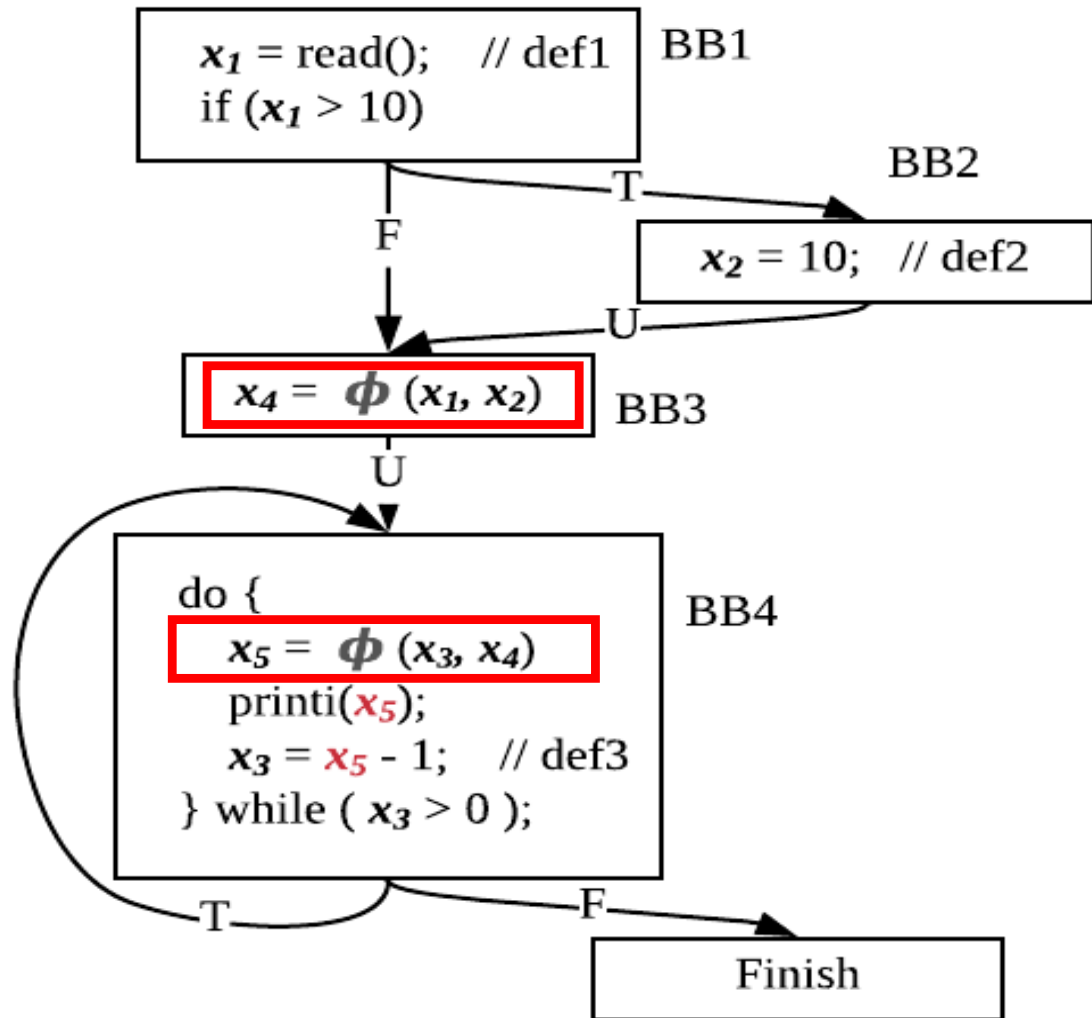 x₁ = read(); // def1
if (x₁ > 10)
BB1
T
BB2
F
x₂ = 10; // def2
U
x₄ = ϕ (x₁, x₂)
BB3
U
do {
x₅ = ϕ (x₃, x₄)
BB4
printi(x₅);
x₃ = x₅ - 1; // def3
} while ( x₃ > 0 );
T
F
Finish